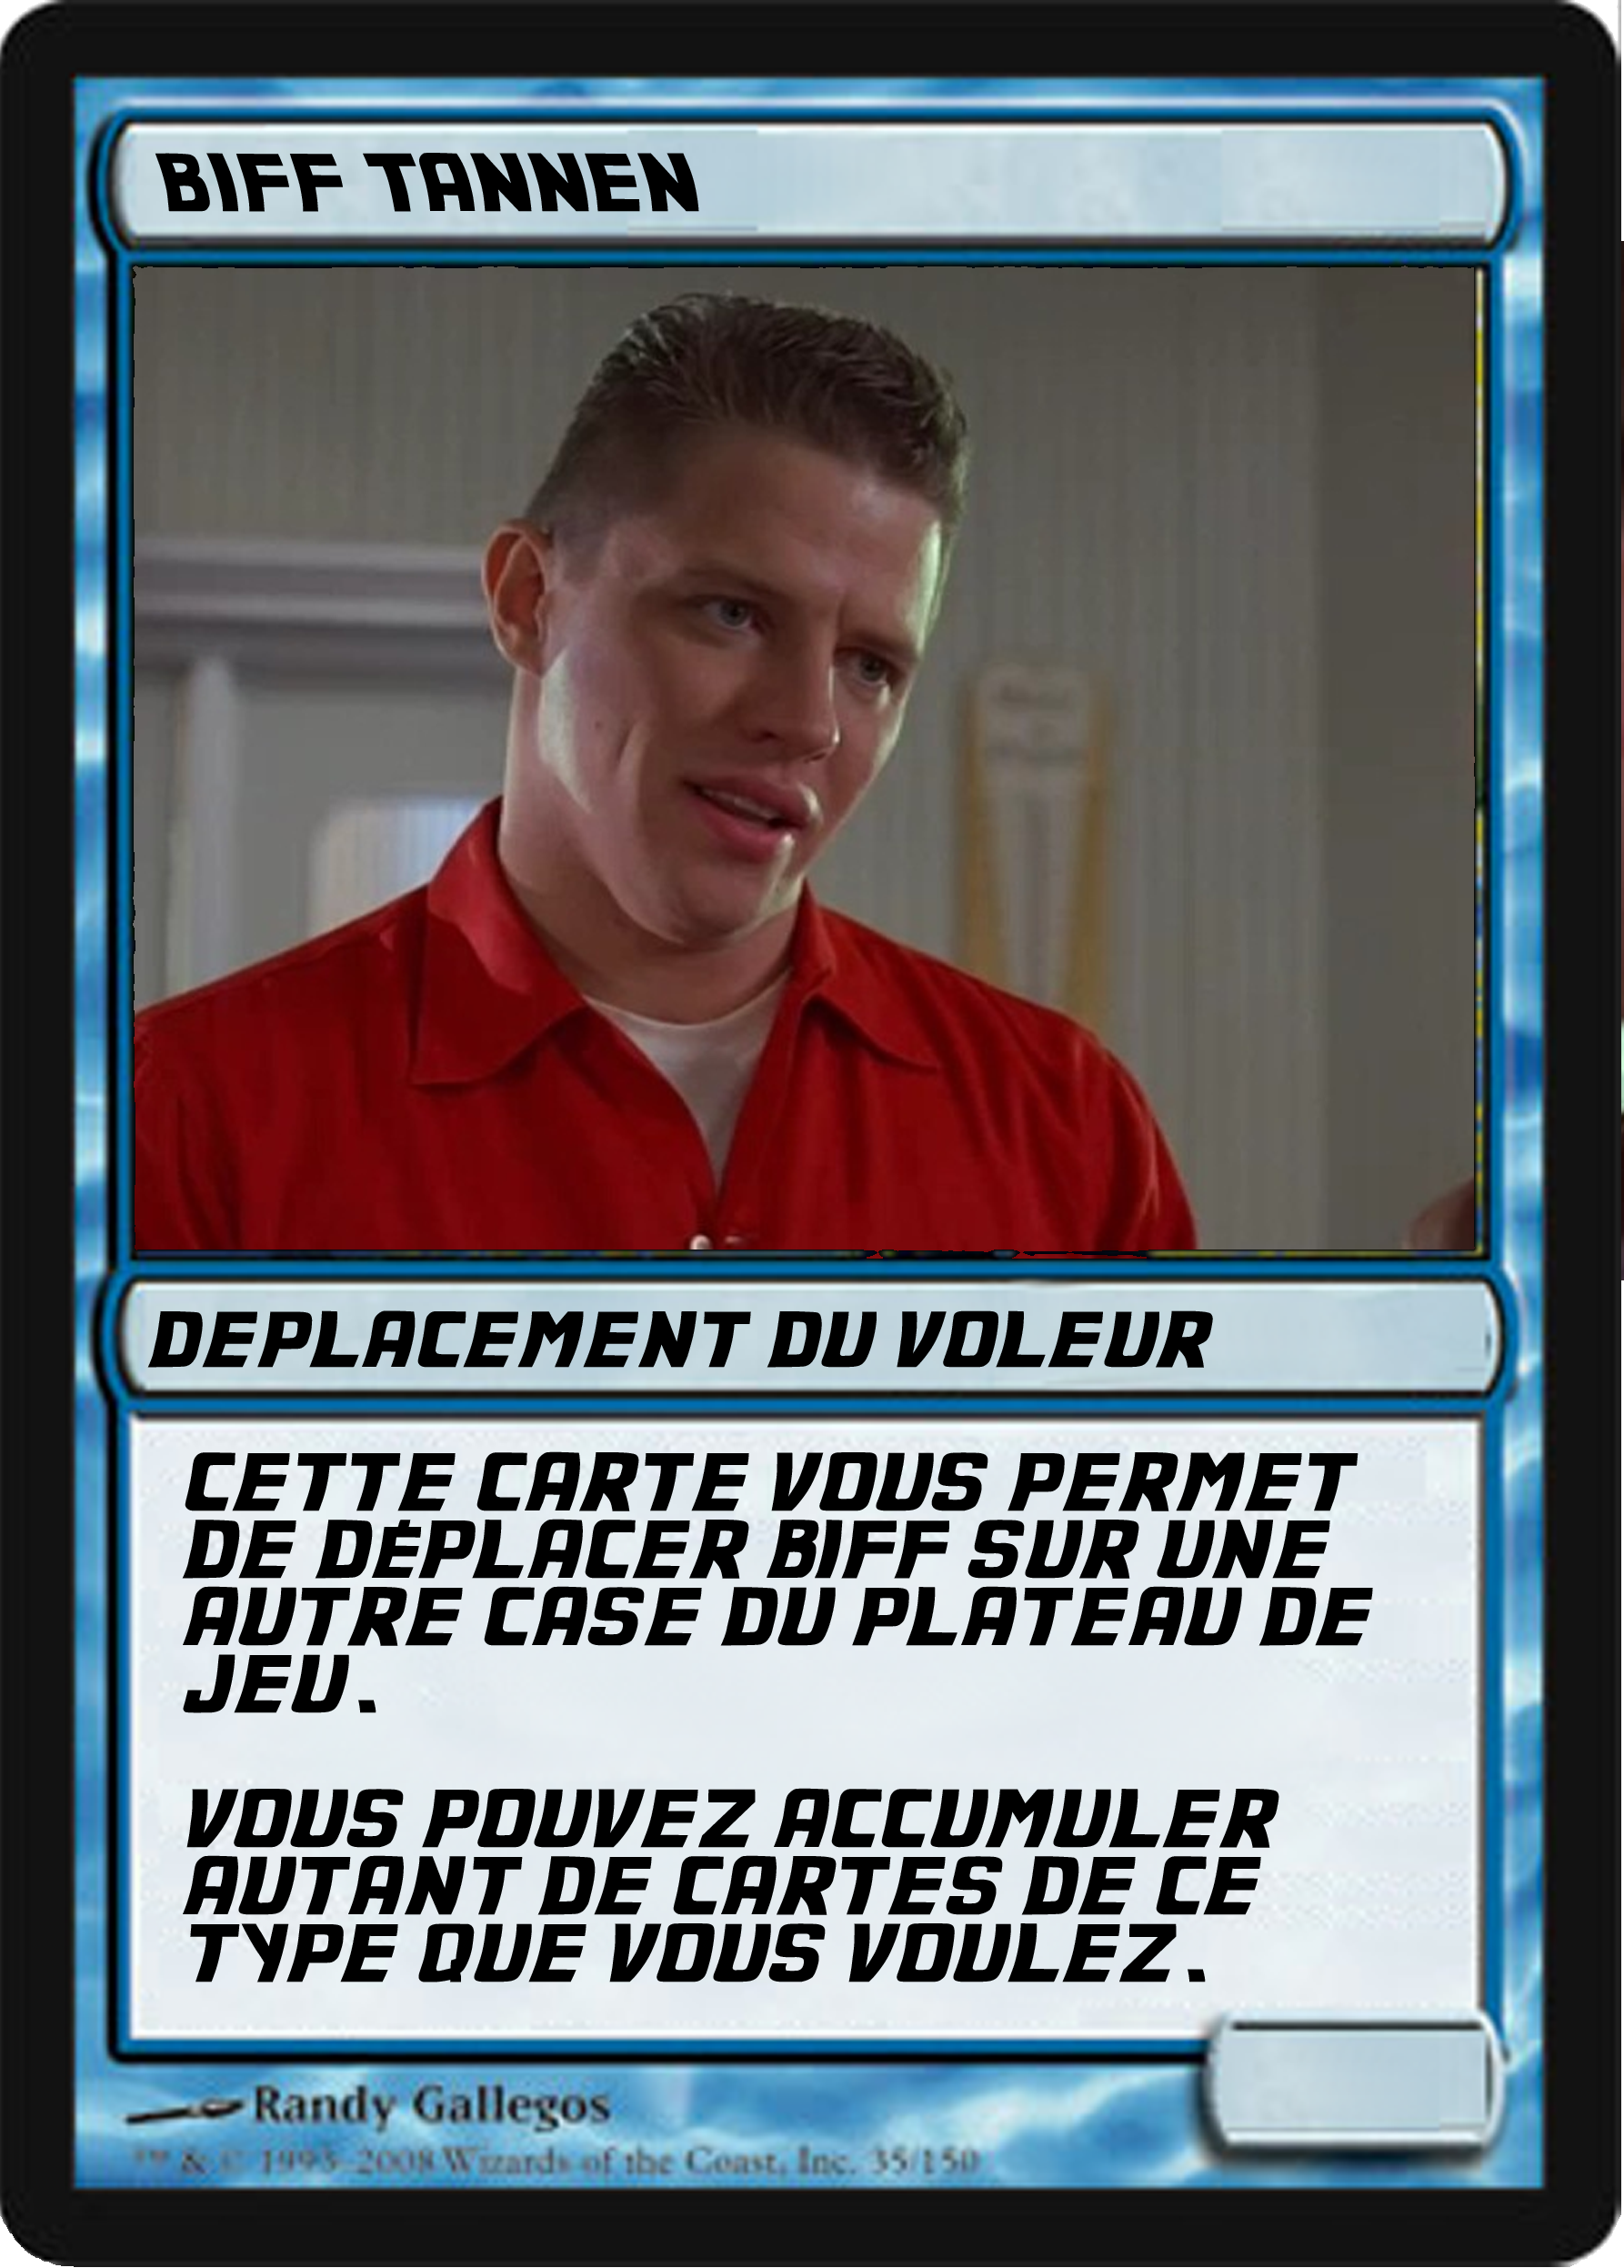 BIFF TANNEN
DEPLACEMENT DU VOLEUR
CETTE CARTE VOUS PERMET
DE DÉPLACER BIFF SUR UNE
AUTRE CASE DU PLATEAU DE
JEU.
VOUS POUVEZ ACCUMULER
AUTANT DE CARTES DE CE
TYPE QUE VOUS VOULEZ.
Randy Gallegos
™ & © 1993-2008 Wizards of the Coast, Inc. 35/150